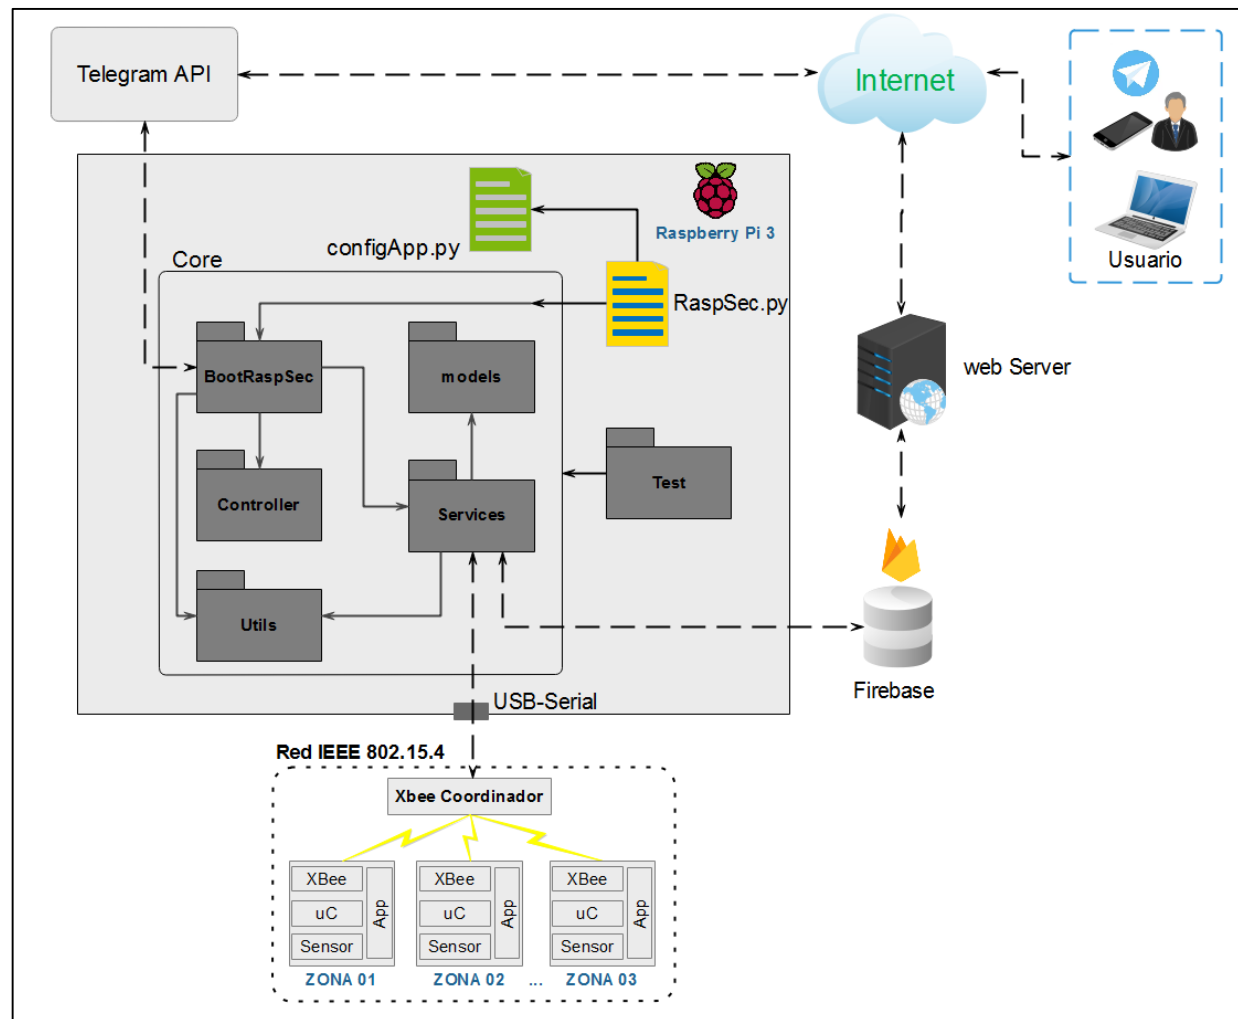 Telegram API
Internet
Usuario
configApp.py
Raspberry Pi 3
Core
RaspSec.py
BootRaspSec
models
web Server
Controller
Services
Test
Utils
Firebase
USB-Serial
Red IEEE 802.15.4
Xbee Coordinador
XBee
uC
Sensor
App
XBee
uC
Sensor
App
XBee
uC
Sensor
App
ZONA 01
ZONA 02
...
ZONA 03